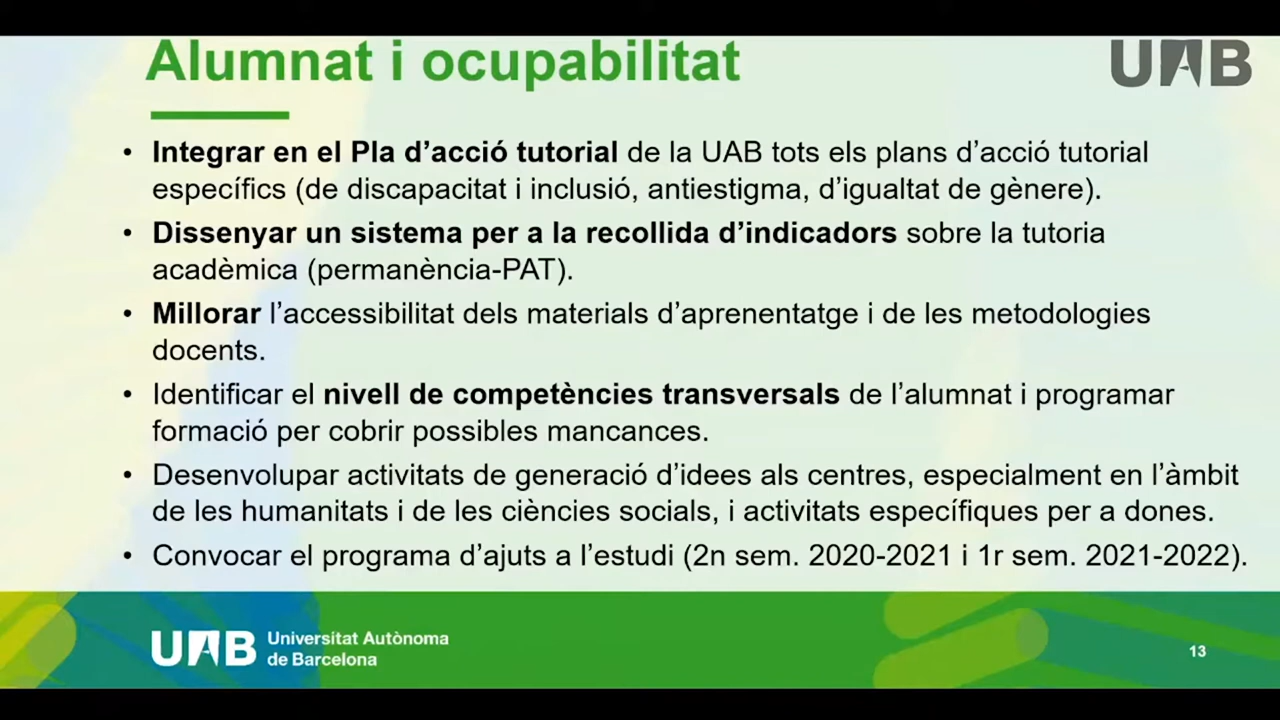 Alumnat i ocupabilitat
UAB
• Integrar en el Pla d’acció tutorial de la UAB tots els plans d’acció tutorial
específics (de discapacitat i inclusió, antiestigma, d’igualtat de gènere).
• Dissenyar un sistema per a la recollida d’indicadors sobre la tutoria
acadèmica (permanència-PAT).
• Millorar l’accessibilitat dels materials d’aprenentatge i de les metodologies
docents.
• Identificar el nivell de competències transversals de l’alumnat i programar
formació per cobrir possibles mancances.
• Desenvolupar activitats de generació d’idees als centres, especialment en l’àmbit
de les humanitats i de les ciències socials, i activitats específiques per a dones.
• Convocar el programa d’ajuts a l’estudi (2n sem. 2020-2021 i 1r sem. 2021-2022).
UAB
Universitat Autònoma
de Barcelona
13